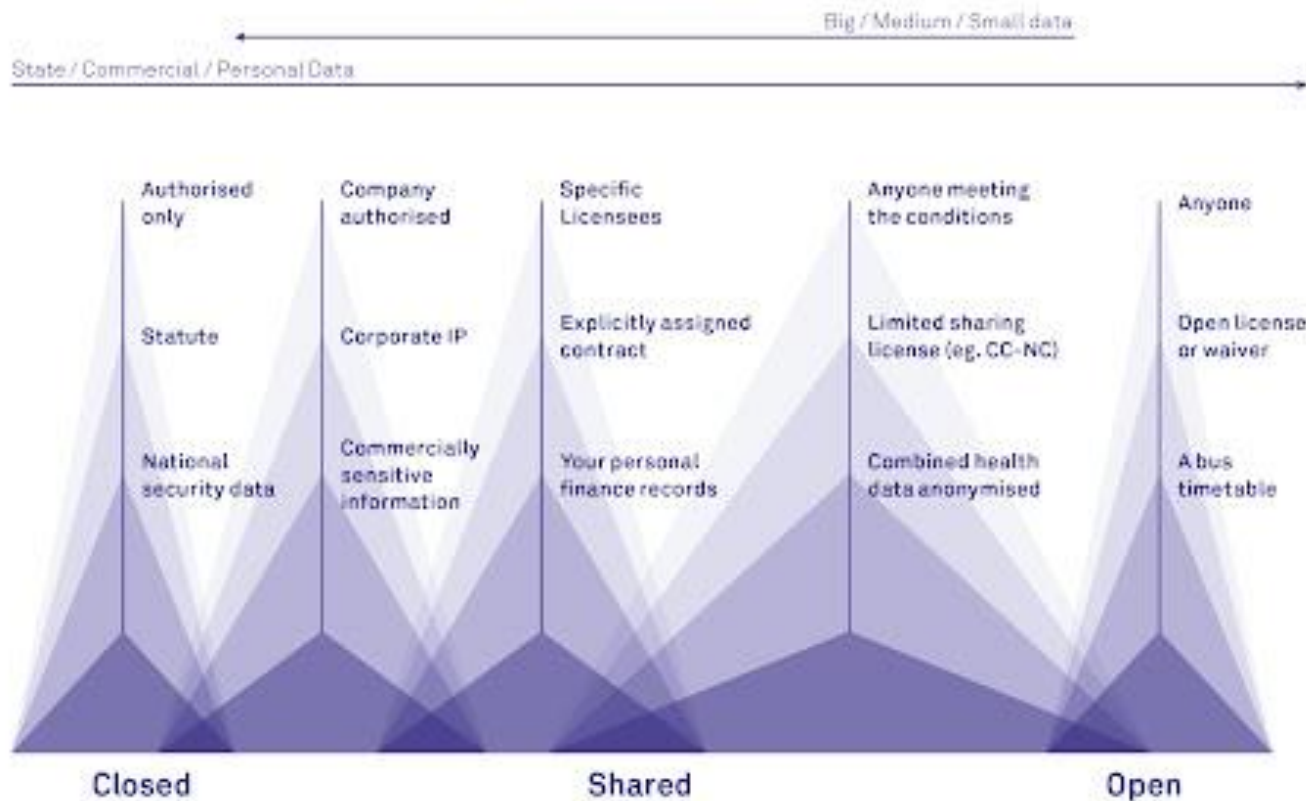 Big / Medium / Small data
State / Commercial / Personal Data
Authorised
only
Company
authorised
Specific
Licensees
Anyone meeting
the conditions
Anyone
Statute
Corporate IP
Explicitly assigned
contract
Limited sharing
license (eg. CC-NC)
Open license
or waiver
National
security data
Commercially
sensitive
information
Your personal
finance records
Combined health
data anonymised
A bus
timetable
Closed
Shared
Open